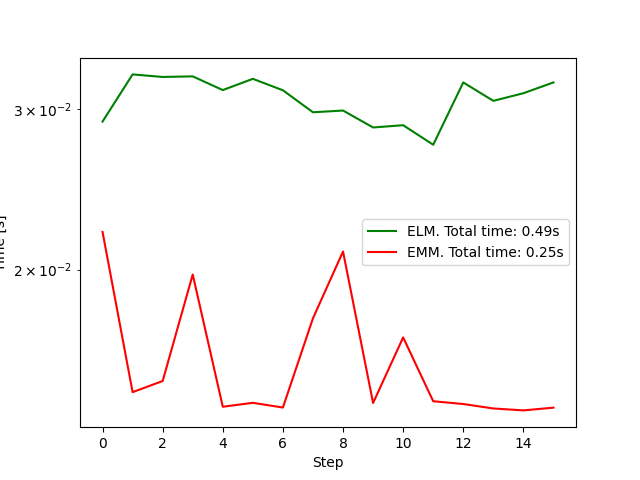 3 × 10⁻²
2 × 10⁻²
Time [s]
ELM. Total time: 0.49s
EMM. Total time: 0.25s
0 2 4 6 8 10 12 14
Step